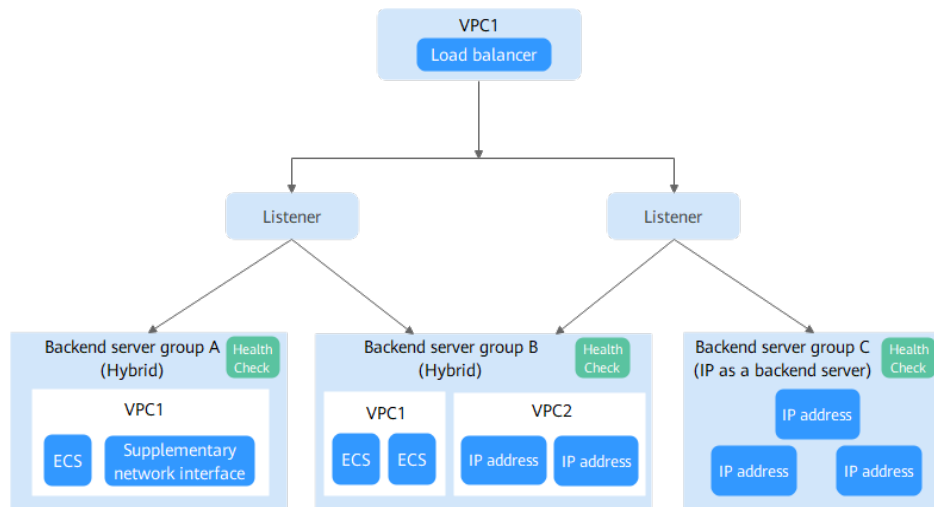 VPC1
Load balancer
Listener
Listener
Backend server group A
(Hybrid)
Health
Check
VPC1
ECS
Supplementary
network interface
Backend server group B
(Hybrid)
Health
Check
VPC1
ECS
ECS
VPC2
IP address
IP address
Backend server group C
(IP as a backend server)
Health
Check
IP address
IP address
IP address